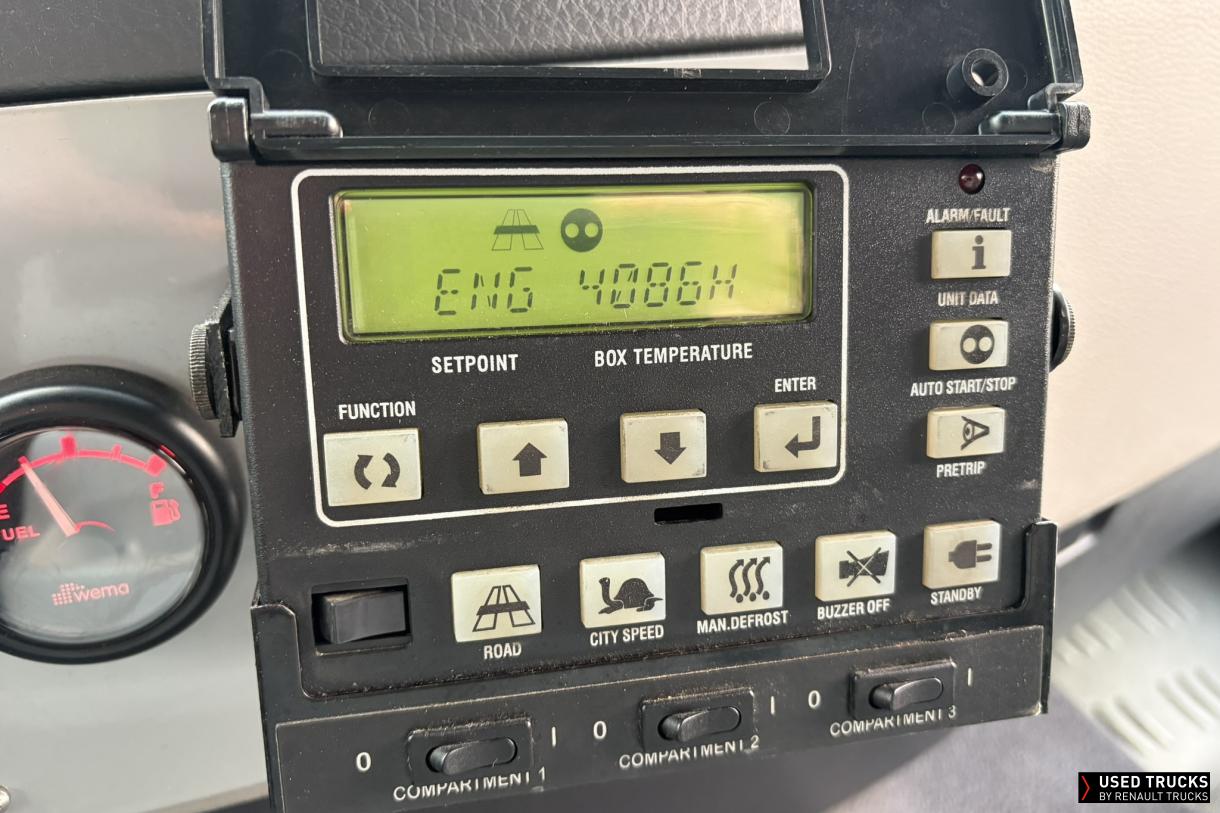 ALARM/FAULT
i
ENG 4086H
UNIT DATA
SETPOINT
BOX TEMPERATURE
AUTO START/STOP
FUNCTION
ENTER
PRETRIP
E
F
FUEL
wema
ROAD
CITY SPEED
MAN.DEFROST
BUZZER OFF
STANDBY
0 I
COMPARTMENT 1
0 I
COMPARTMENT 2
0 I
COMPARTMENT 3
USED TRUCKS
BY RENAULT TRUCKS